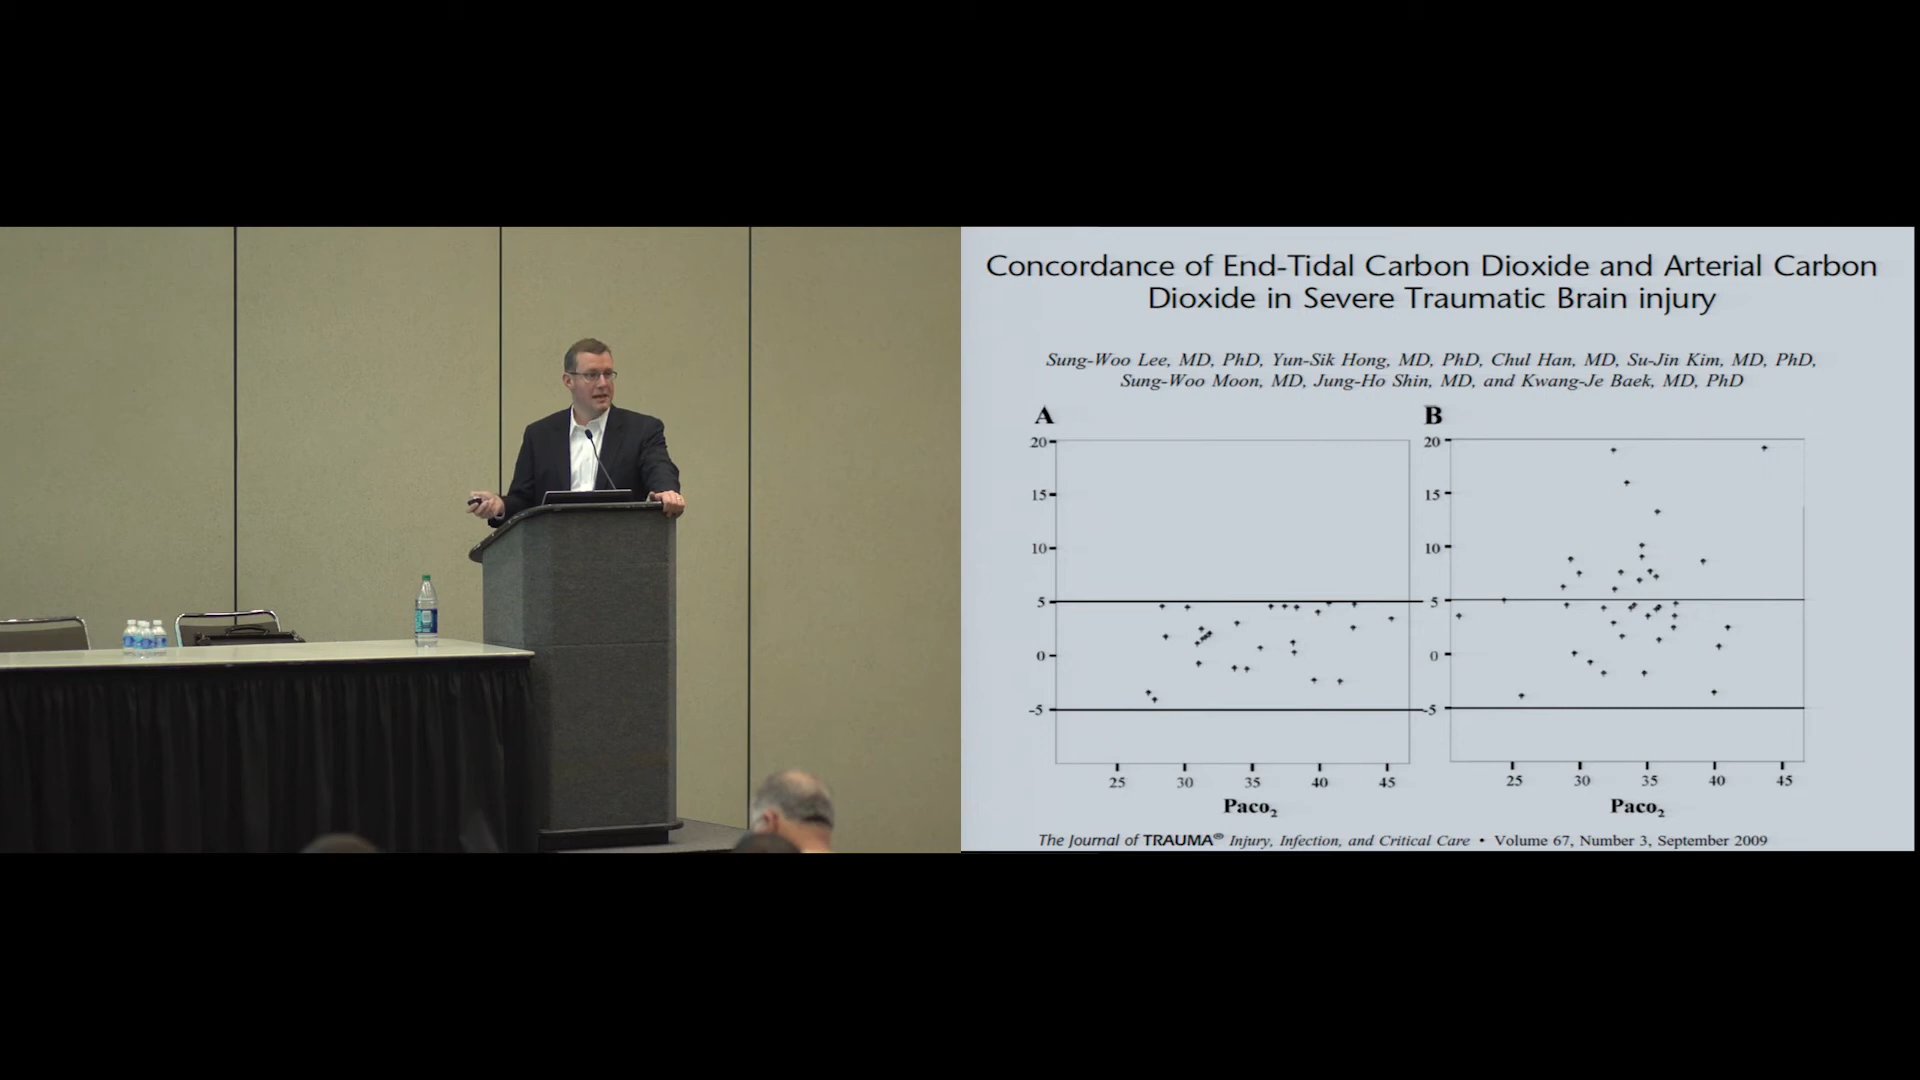 Concordance of End-Tidal Carbon Dioxide and Arterial Carbon
Dioxide in Severe Traumatic Brain injury
Sung-Woo Lee, MD, PhD, Yun-Sik Hong, MD, PhD, Chul Han, MD, Su-Jin Kim, MD, PhD,
Sung-Woo Moon, MD, Jung-Ho Shin, MD, and Kwang-Je Baek, MD, PhD
A
20
15
10
5
0
-5
25 30 35 40 45
Paco2
B
20
15
10
5
0
-5
25 30 35 40 45
Paco2
The Journal of TRAUMA® Injury, Infection, and Critical Care • Volume 67, Number 3, September 2009